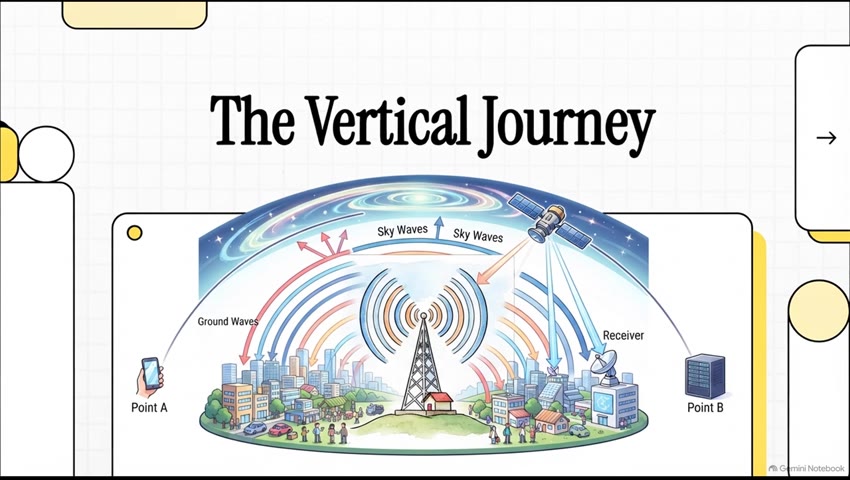 The Vertical Journey
Sky Waves
Sky Waves
Ground Waves
Receiver
Point A
Point B
Gemini Notebook